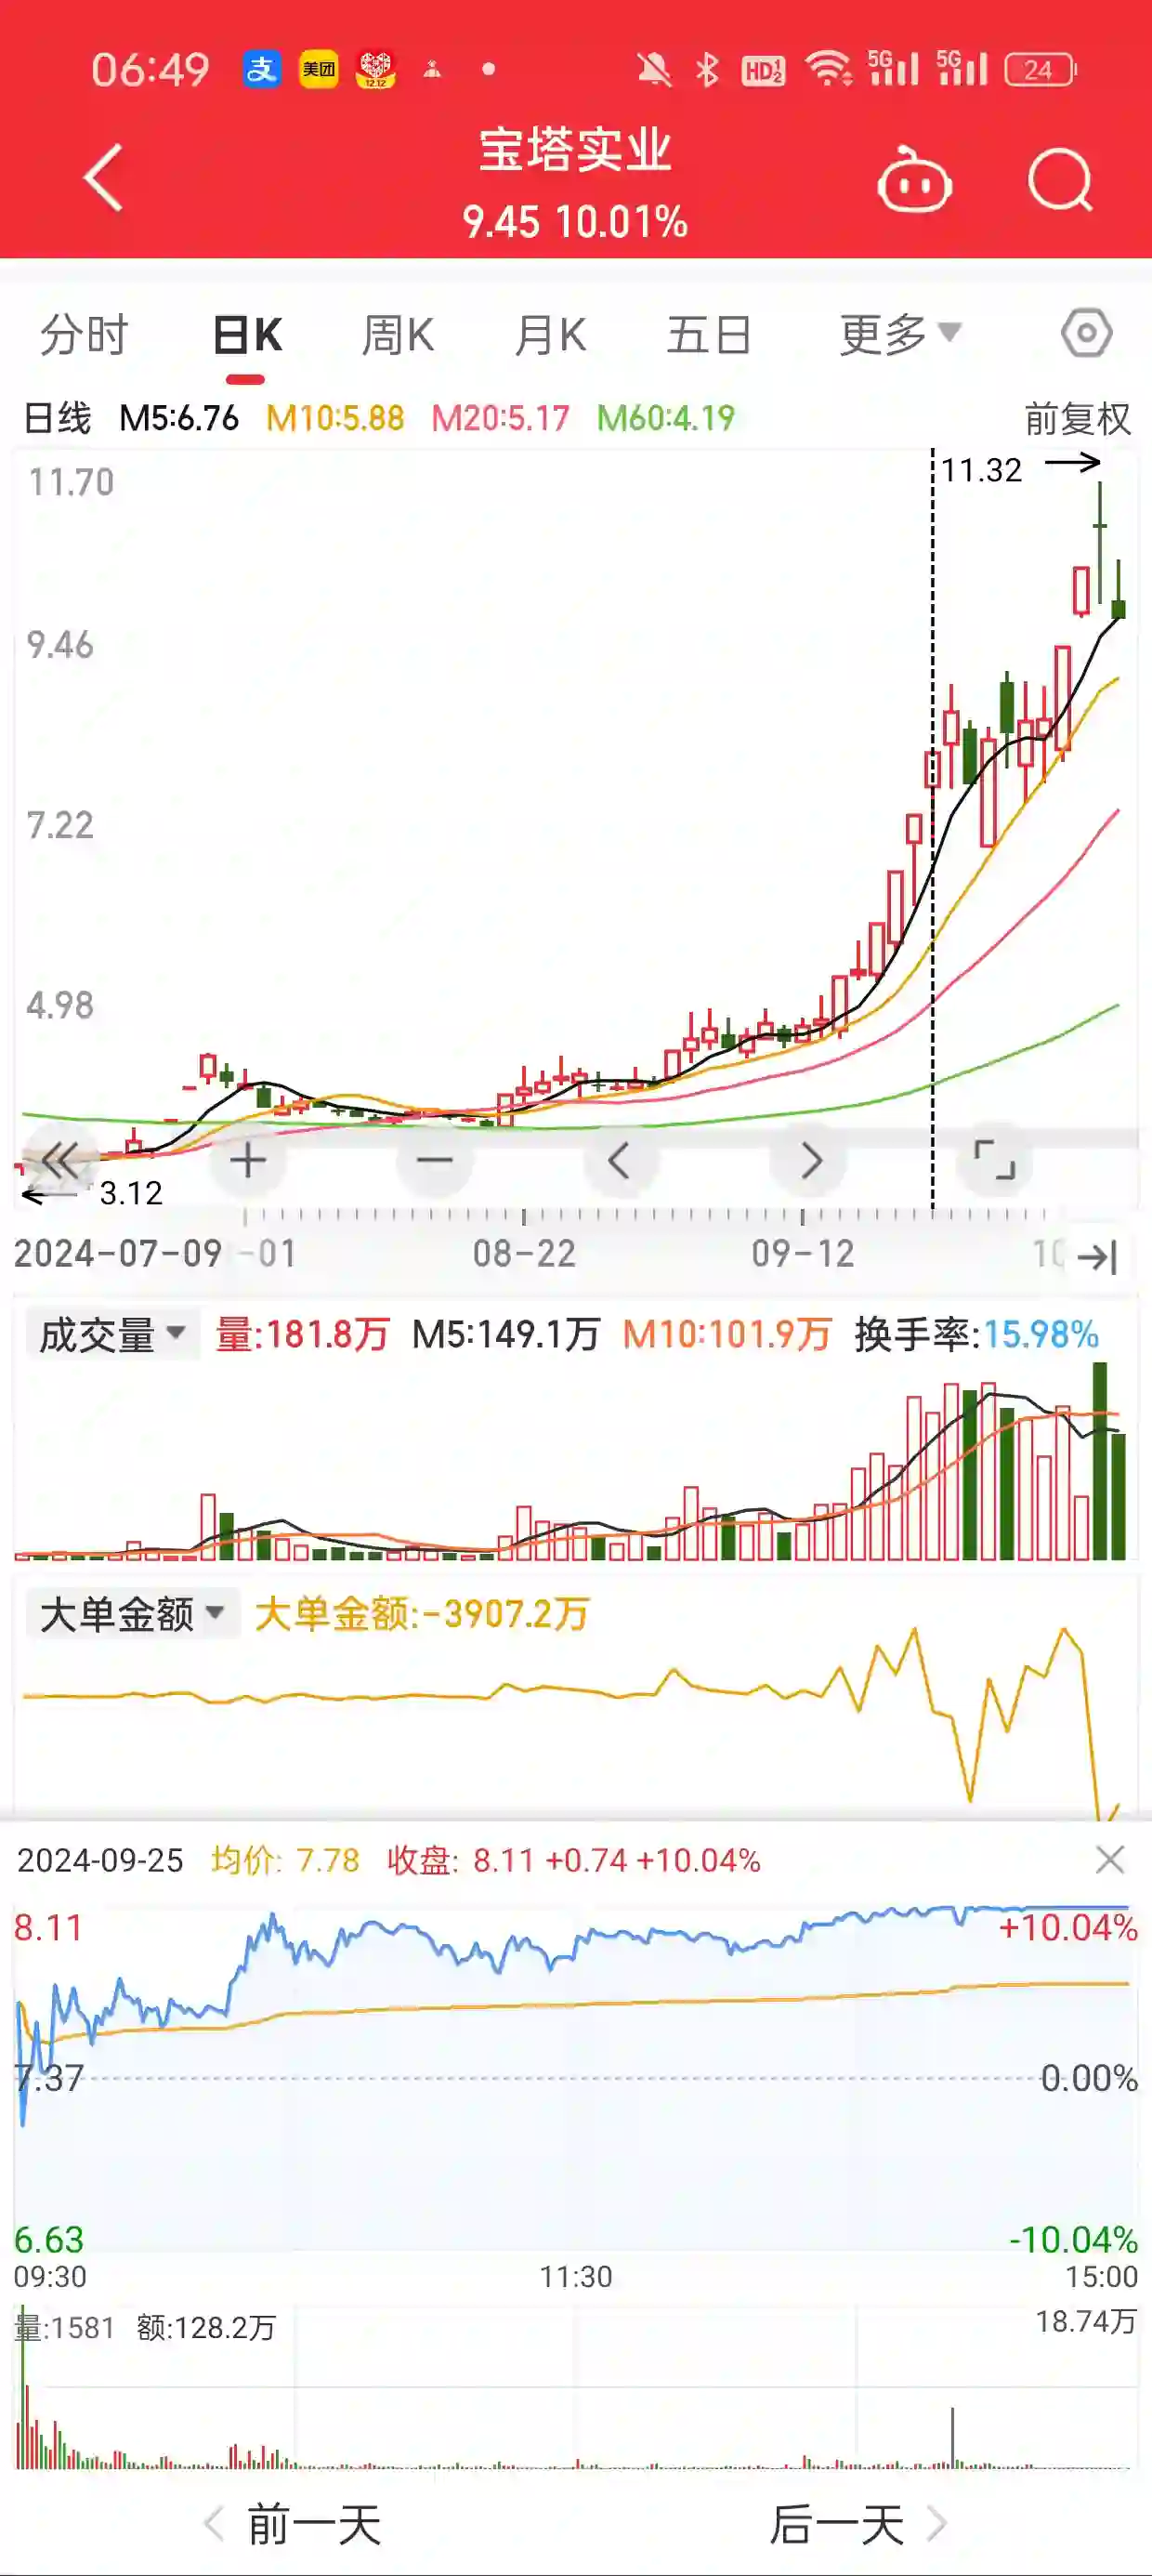 06:49 支 美团 12.12 HD 5G 5G 24
宝塔实业
9.45 10.01%
分时 日K 周K 月K 五日 更多
日线 M5:6.76 M10:5.88 M20:5.17 M60:4.19 前复权
11.32
11.70
9.46
7.22
4.98
3.12
2024-07-09 -01 08-22 09-12 10
成交量 量:181.8万 M5:149.1万 M10:101.9万 换手率:15.98%
大单金额 大单金额:-3907.2万
2024-09-25 均价: 7.78 收盘: 8.11 +0.74 +10.04%
8.11 +10.04%
7.37 0.00%
6.63 -10.04%
09:30 11:30 15:00
量:1581 额:128.2万 18.74万
前一天 后一天